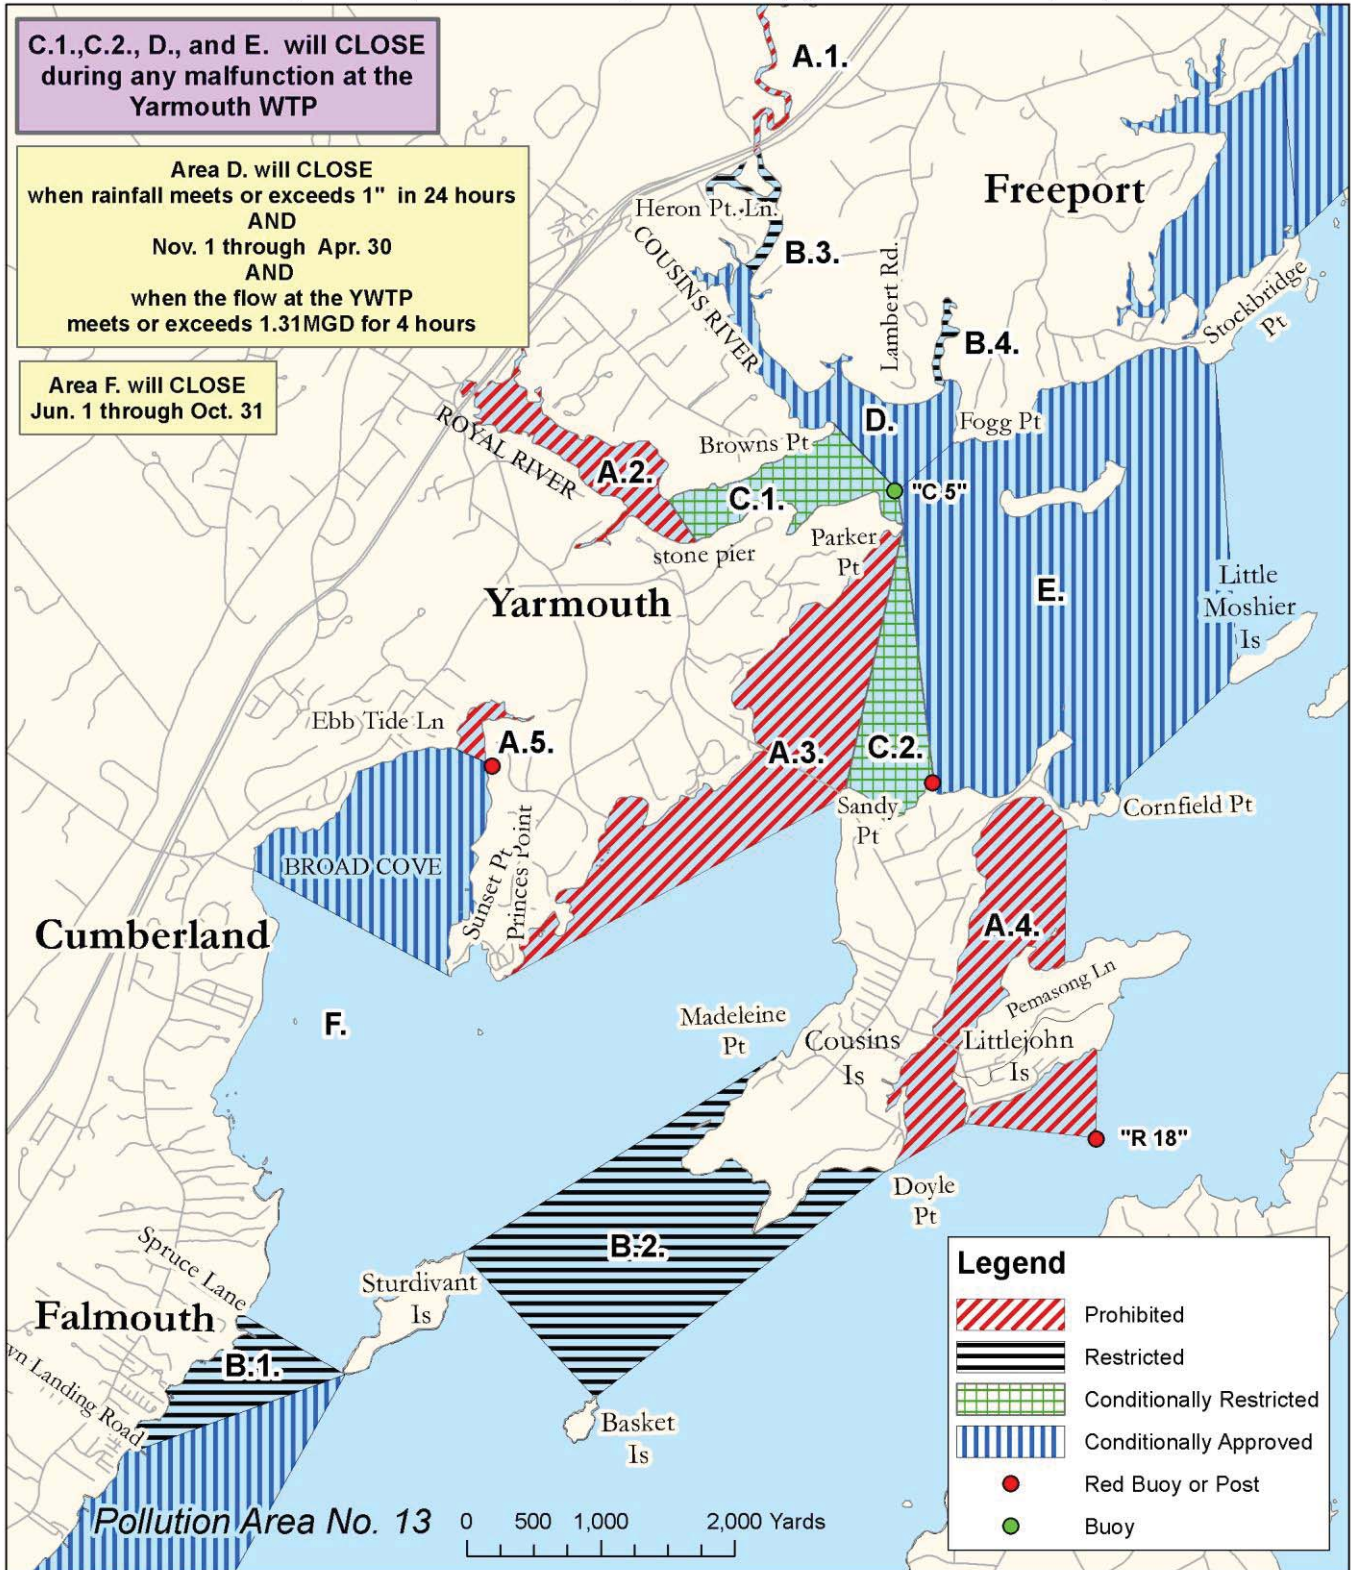 C.1.,C.2., D., and E. will CLOSE
during any malfunction at the
Yarmouth WTP
Area D. will CLOSE
when rainfall meets or exceeds 1" in 24 hours
AND
Nov. 1 through Apr. 30
AND
when the flow at the YWTP
meets or exceeds 1.31MGD for 4 hours
Area F. will CLOSE
Jun. 1 through Oct. 31
A.1.
Freeport
Heron Pt. Ln.
B.3.
COUSINS RIVER
Lambert Rd.
B.4.
Stockbridge
Pt
D.
Fogg Pt
ROYAL RIVER
Browns Pt
A.2.
C.1.
"C 5"
stone pier
Parker
Pt
Yarmouth
E.
Little
Moshier
Is
Ebb Tide Ln
A.5.
A.3.
C.2.
Sandy
Pt
Cornfield Pt
BROAD COVE
Sunset Pt
Princes Point
Cumberland
A.4.
Pemasong Ln
F.
Madeleine
Pt
Cousins
Is
Littlejohn
Is
"R 18"
Doyle
Pt
B.2.
Spruce Lane
Sturdivant
Is
Falmouth
B.1.
wn Landing Road
Basket
Is
Pollution Area No. 13
0 500 1,000 2,000 Yards
Legend
Prohibited
Restricted
Conditionally Restricted
Conditionally Approved
Red Buoy or Post
Buoy